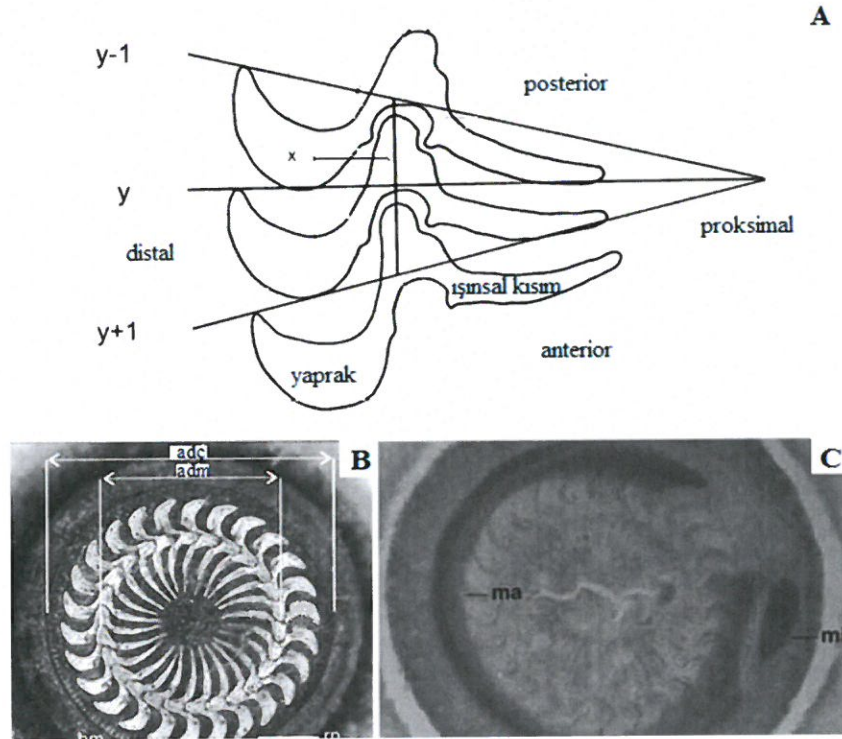 A
y-1
posterior
x
y
distal
proksimal
ışınsal kısım
y+1
anterior
yaprak
adç
B
adm
C
ma